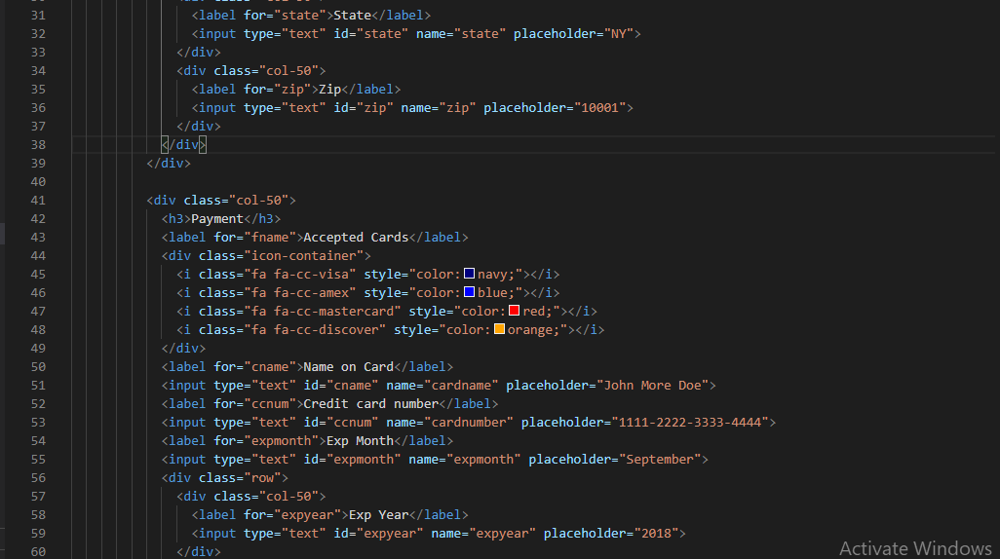 31 <label for="state">State</label>
32 <input type="text" id="state" name="state" placeholder="NY">
33 </div>
34 <div class="col-50">
35 <label for="zip">Zip</label>
36 <input type="text" id="zip" name="zip" placeholder="10001">
37 </div>
38 </div>
39 </div>
40
41 <div class="col-50">
42 <h3>Payment</h3>
43 <label for="fname">Accepted Cards</label>
44 <div class="icon-container">
45 <i class="fa fa-cc-visa" style="color:navy;"></i>
46 <i class="fa fa-cc-amex" style="color:blue;"></i>
47 <i class="fa fa-cc-mastercard" style="color:red;"></i>
48 <i class="fa fa-cc-discover" style="color:orange;"></i>
49 </div>
50 <label for="cname">Name on Card</label>
51 <input type="text" id="cname" name="cardname" placeholder="John More Doe">
52 <label for="ccnum">Credit card number</label>
53 <input type="text" id="ccnum" name="cardnumber" placeholder="1111-2222-3333-4444">
54 <label for="expmonth">Exp Month</label>
55 <input type="text" id="expmonth" name="expmonth" placeholder="September">
56 <div class="row">
57 <div class="col-50">
58 <label for="expyear">Exp Year</label>
59 <input type="text" id="expyear" name="expyear" placeholder="2018">
60 </div>
Activate Windows